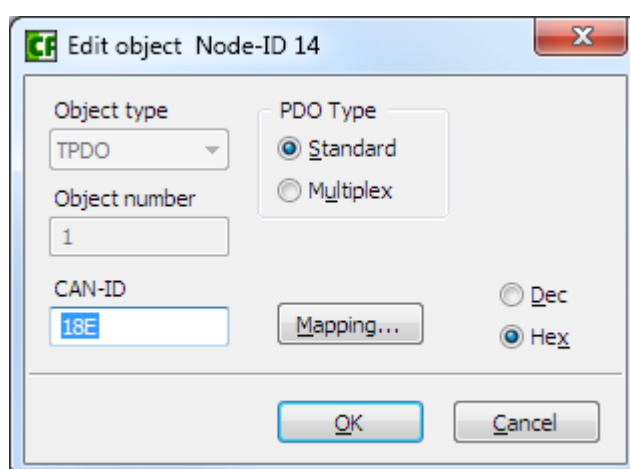 CF Edit object Node-ID 14
Object type
PDO Type
TPDO
Standard
Multiplex
Object number
1
CAN-ID
18E
Mapping...
Dec
Hex
OK
Cancel